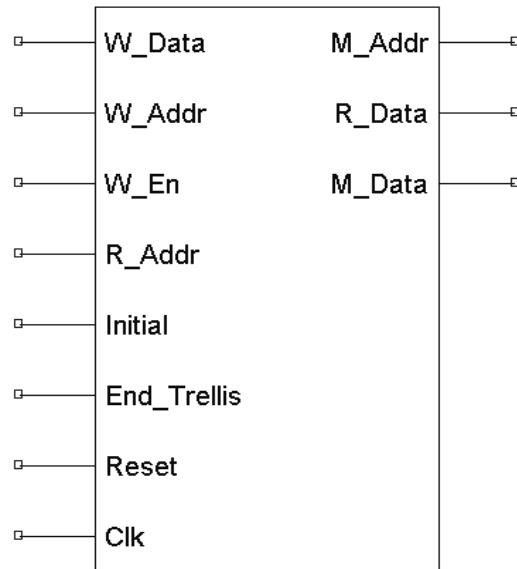 W_Data M_Addr
W_Addr R_Data
W_En M_Data
R_Addr
Initial
End_Trellis
Reset
Clk